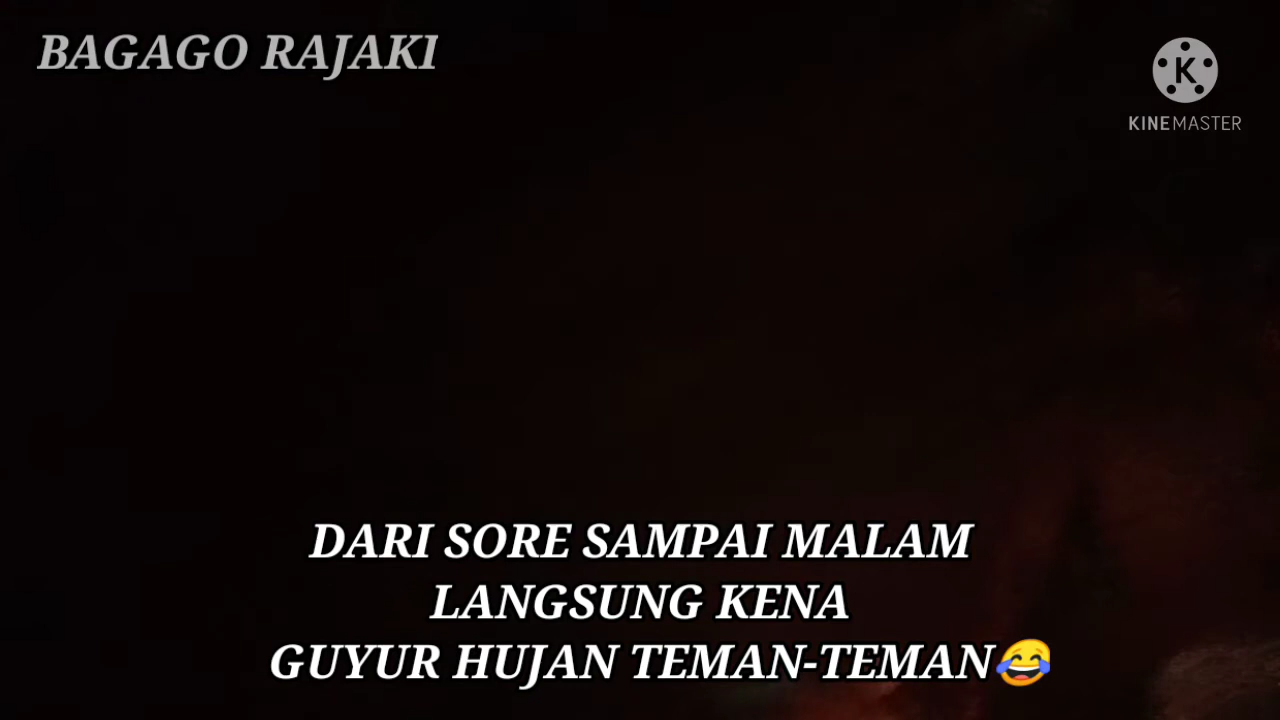 BAGAGO RAJAKI
K
KINEMASTER
DARI SORE SAMPAI MALAM
LANGSUNG KENA
GUYUR HUJAN TEMAN-TEMAN😂